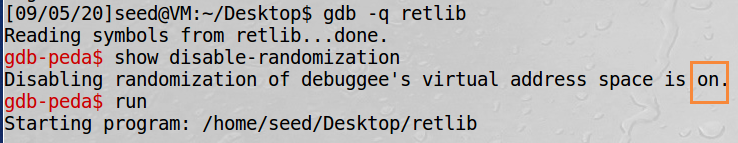 [09/05/20]seed@VM:~/Desktop$ gdb -q retlib
Reading symbols from retlib...done.
gdb-peda$ show disable-randomization
Disabling randomization of debuggee's virtual address space is on.
gdb-peda$ run
Starting program: /home/seed/Desktop/retlib